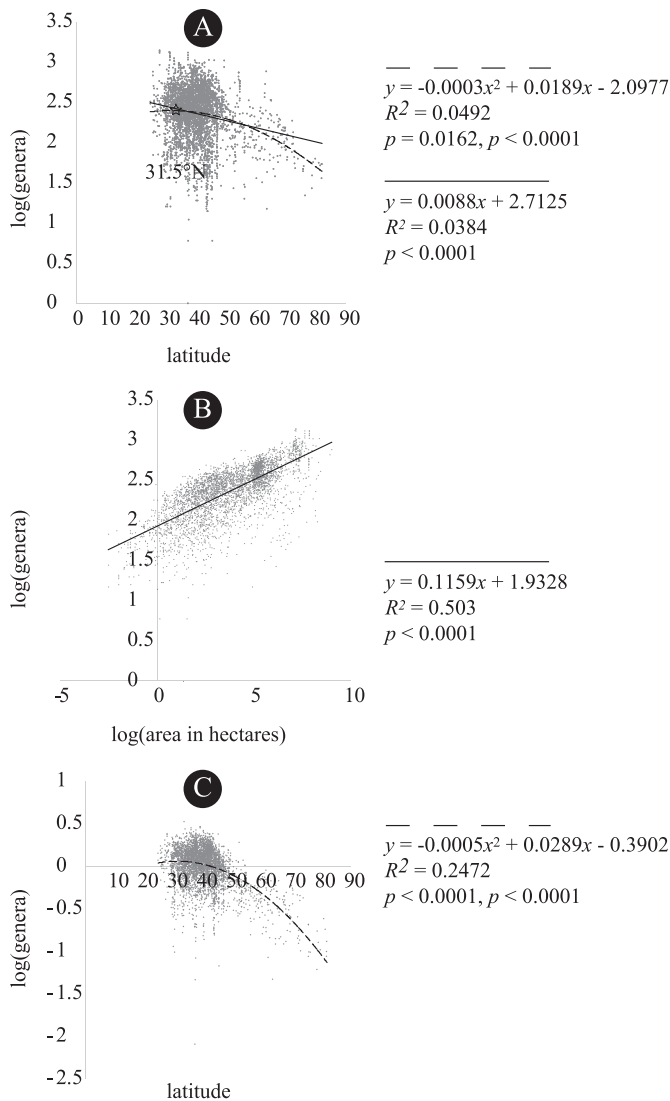 A
3.5
3
2.5
2
1.5
1
0.5
0
log(genera)
31.5°N
0 10 20 30 40 50 60 70 80 90
latitude
y = -0.0003x² + 0.0189x - 2.0977
R² = 0.0492
p = 0.0162, p < 0.0001
y = 0.0088x + 2.7125
R² = 0.0384
p < 0.0001
B
3.5
3
2.5
2
1.5
1
0.5
0
log(genera)
-5 0 5 10
log(area in hectares)
y = 0.1159x + 1.9328
R² = 0.503
p < 0.0001
C
1
0.5
0
-0.5
-1
-1.5
-2
-2.5
log(genera)
10 20 30 40 50 60 70 80 90
latitude
y = -0.0005x² + 0.0289x - 0.3902
R² = 0.2472
p < 0.0001, p < 0.0001